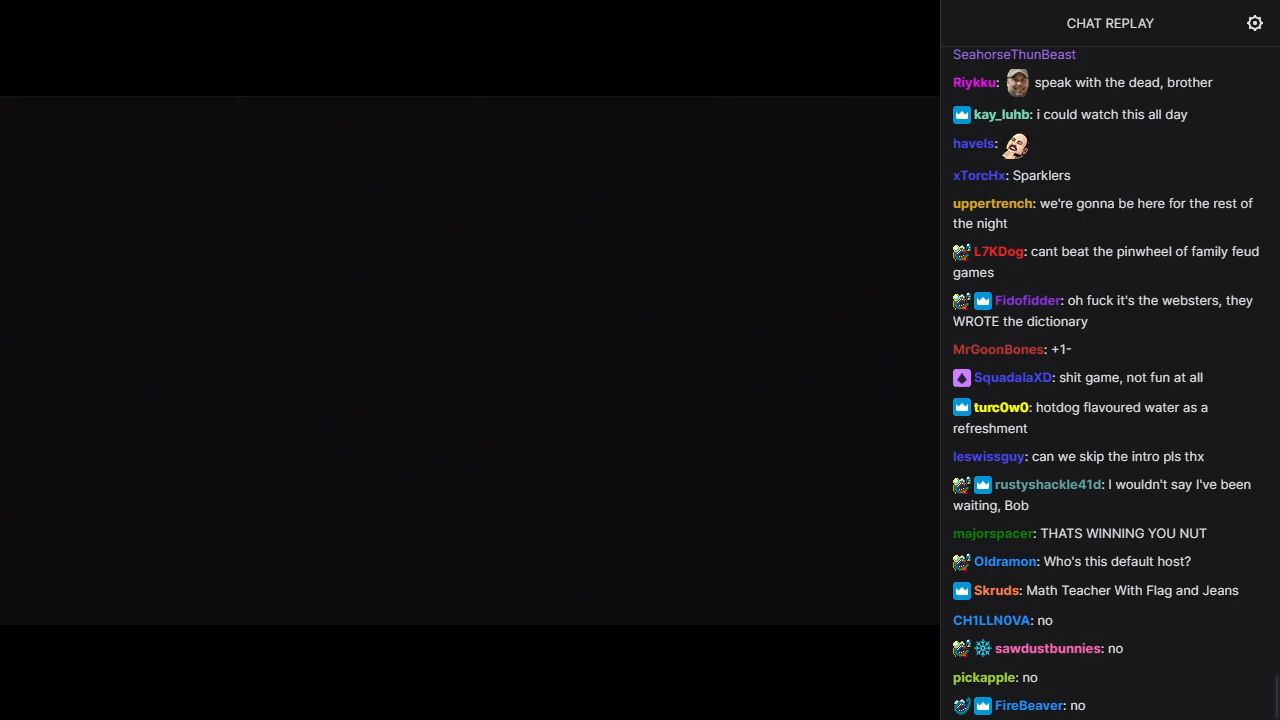 CHAT REPLAY
SeahorseThunBeast
Riykku: speak with the dead, brother
kay_luhb: i could watch this all day
havels:
xTorcHx: Sparklers
uppertrench: we're gonna be here for the rest of
the night
L7KDog: cant beat the pinwheel of family feud
games
Fidofidder: oh fuck it's the websters, they
WROTE the dictionary
MrGoonBones: +1-
SquadalaXD: shit game, not fun at all
turc0w0: hotdog flavoured water as a
refreshment
leswissguy: can we skip the intro pls thx
rustyshackle41d: I wouldn't say I've been
waiting, Bob
majorspacer: THATS WINNING YOU NUT
Oldramon: Who's this default host?
Skruds: Math Teacher With Flag and Jeans
CH1LLN0VA: no
sawdustbunnies: no
pickapple: no
FireBeaver: no